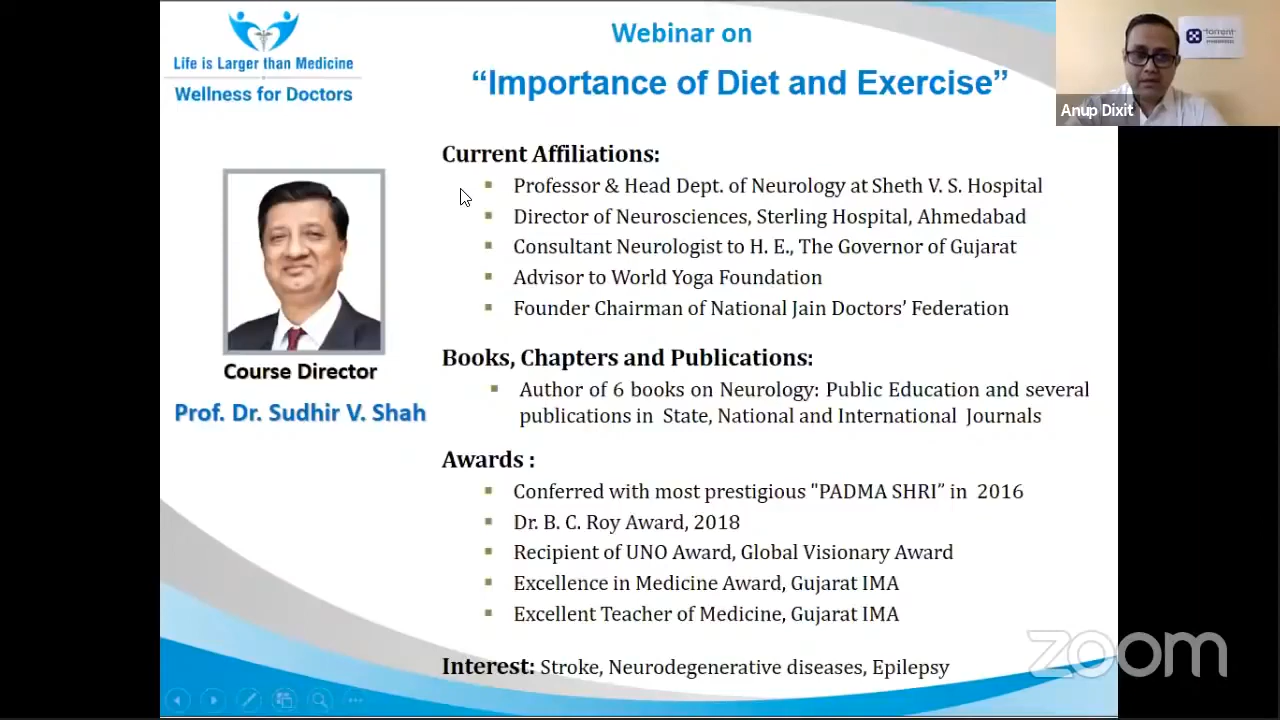 Life is Larger than Medicine
Wellness for Doctors
Webinar on
“Importance of Diet and Exercise”
torrent
Anup Dixit
Course Director
Prof. Dr. Sudhir V. Shah
Current Affiliations:
Professor & Head Dept. of Neurology at Sheth V. S. Hospital
Director of Neurosciences, Sterling Hospital, Ahmedabad
Consultant Neurologist to H. E., The Governor of Gujarat
Advisor to World Yoga Foundation
Founder Chairman of National Jain Doctors’ Federation
Books, Chapters and Publications:
Author of 6 books on Neurology: Public Education and several
publications in State, National and International Journals
Awards :
Conferred with most prestigious "PADMA SHRI” in 2016
Dr. B. C. Roy Award, 2018
Recipient of UNO Award, Global Visionary Award
Excellence in Medicine Award, Gujarat IMA
Excellent Teacher of Medicine, Gujarat IMA
Interest: Stroke, Neurodegenerative diseases, Epilepsy
zoom